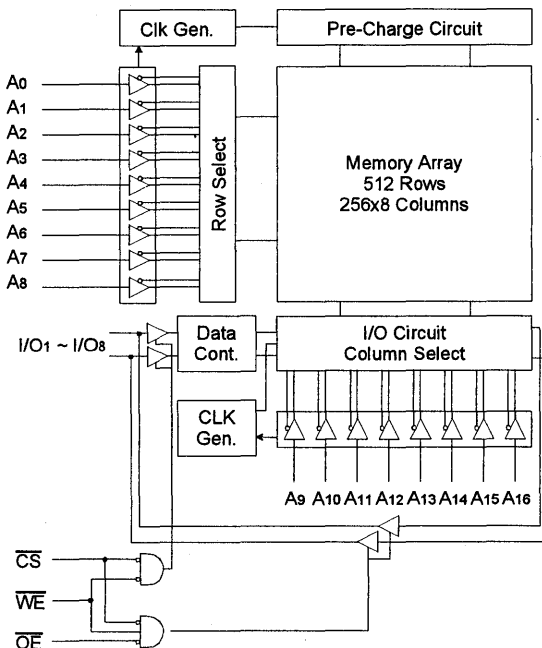 Clk Gen.
Pre-Charge Circuit
A0
A1
A2
A3
A4
A5
A6
A7
A8
Row Select
Memory Array
512 Rows
256x8 Columns
I/O1 ~ I/O8
Data
Cont.
I/O Circuit
Column Select
CLK
Gen.
A9 A10 A11 A12 A13 A14 A15 A16
CS
WE
OE